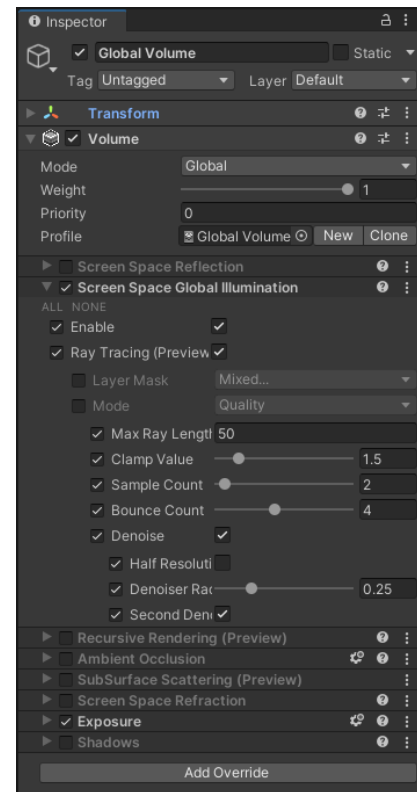 Inspector
Global Volume Static
Tag Untagged Layer Default
Transform
Volume
Mode Global
Weight 1
Priority 0
Profile Global Volume New Clone
Screen Space Reflection
Screen Space Global Illumination
ALL NONE
Enable
Ray Tracing (Preview
Layer Mask Mixed...
Mode Quality
Max Ray Lengtl 50
Clamp Value 1.5
Sample Count 2
Bounce Count 4
Denoise
Half Resoluti
Denoiser Rac 0.25
Second Den
Recursive Rendering (Preview)
Ambient Occlusion
SubSurface Scattering (Preview)
Screen Space Refraction
Exposure
Shadows
Add Override